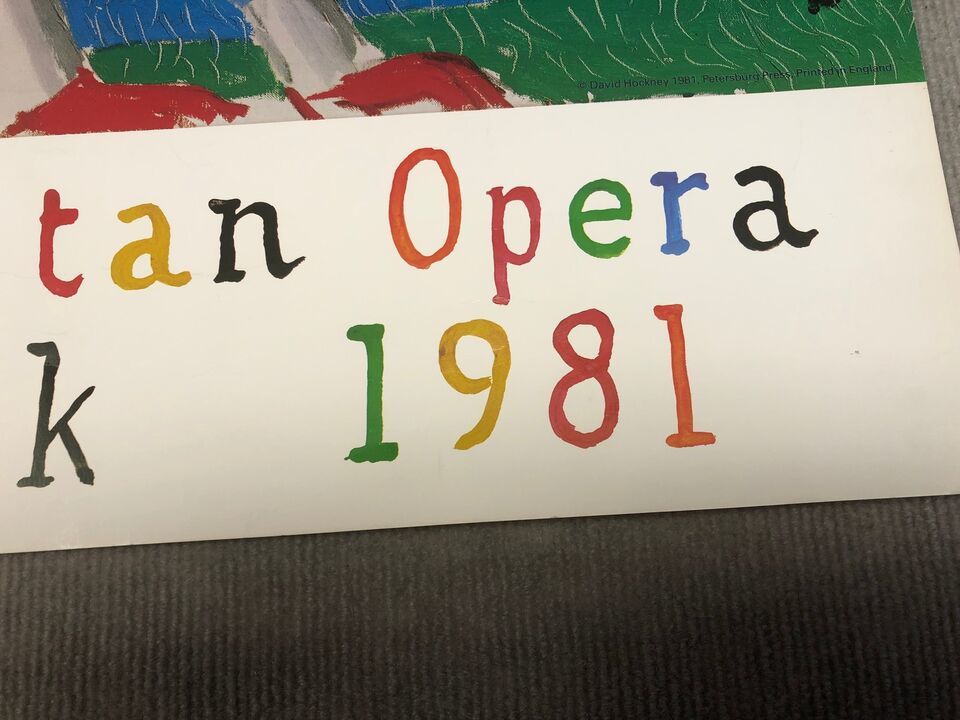 © David Hockney 1981, Petersburg Press, Printed in England
tan Opera
k 1981